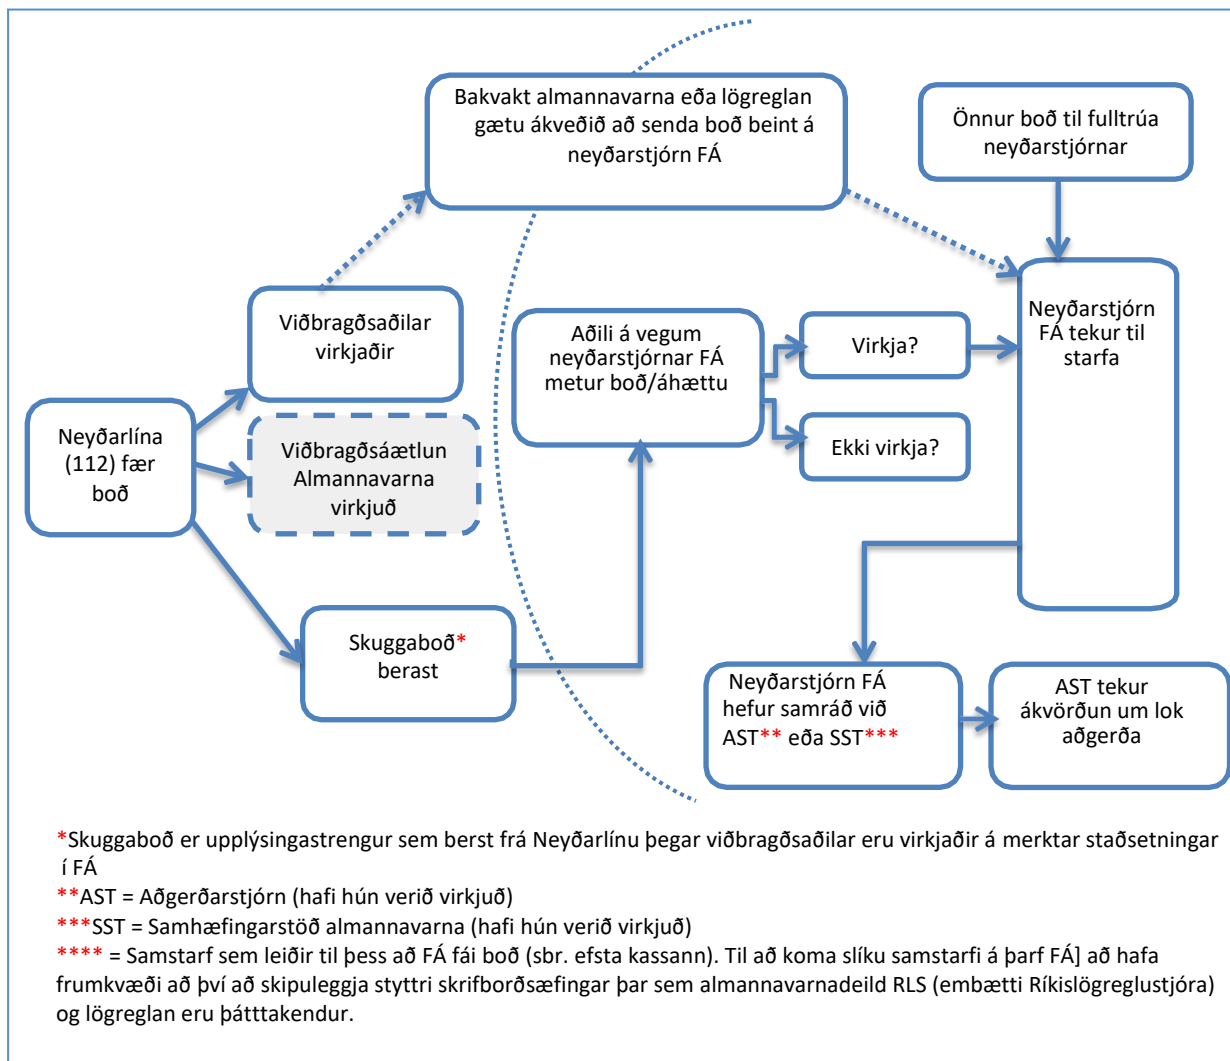 Bakvakt almannavarna eða lögreglan
gætu ákveðið að senda boð beint á
neyðarstjórn FÁ
Önnur boð til fulltrúa
neyðarstjórnar
Viðbragðsaðilar
virkjaðir
Neyðarlína
(112) fær
boð
Viðbragðsáætlun
Almannavarna
virkjuð
Skuggaboð*
berast
Aðili á vegum
neyðarstjórnar FÁ
metur boð/áhættu
Virkja?
Ekki virkja?
Neyðarstjórn
FÁ tekur til
starfa
Neyðarstjórn FÁ
hefur samráð við
AST** eða SST***
AST tekur
ákvörðun um lok
aðgerða
*Skuggaboð er upplýsingastrengur sem berst frá Neyðarlínu þegar viðbragðsaðilar eru virkjaðir á merktar staðsetningar
í FÁ
**AST = Aðgerðarstjórn (hafi hún verið virkjuð)
***SST = Samhæfingarstöð almannavarna (hafi hún verið virkjuð)
**** = Samstarf sem leiðir til þess að FÁ fái boð (sbr. efsta kassann). Til að koma slíku samstarfi á þarf FÁ] að hafa
frumkvæði að því að skipuleggja styttri skrifborðsæfingar þar sem almannavarnadeild RLS (embætti Ríkislögreglustjóra)
og lögreglan eru þátttakendur.